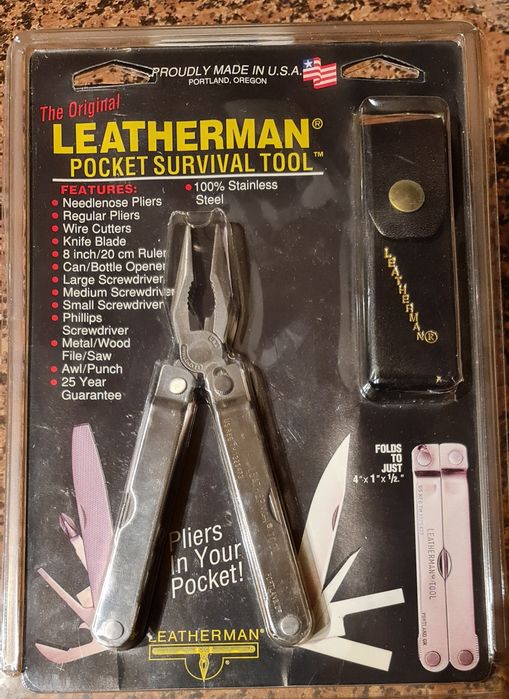 PROUDLY MADE IN U.S.A.
PORTLAND, OREGON
The Original
LEATHERMAN®
POCKET SURVIVAL TOOL™
FEATURES:
• Needlenose Pliers
• Regular Pliers
• Wire Cutters
• Knife Blade
• 8 inch/20 cm Ruler
• Can/Bottle Opener
• Large Screwdriver
• Medium Screwdriver
• Small Screwdriver
• Phillips
Screwdriver
• Metal/Wood
File/Saw
• Awl/Punch
• 25 Year
Guarantee
• 100% Stainless
Steel
LEATHERMAN®
FOLDS
TO
JUST
4"x 1"x 1/2."
LEATHERMAN® TOOL
PORTLAND OR
Pliers
In Your
Pocket!
LEATHERMAN®